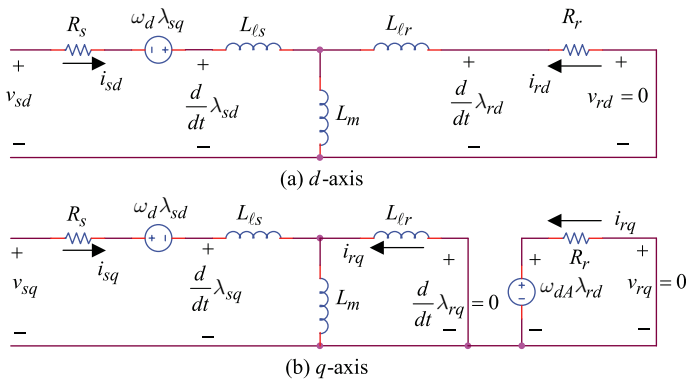 R_s ω_d λ_sq L_ℓs L_ℓr R_r
+ − + + + +
i_sd i_rd
v_sd d/dt λ_sd L_m d/dt λ_rd v_rd = 0
− − − −
(a) d-axis
R_s ω_d λ_sd L_ℓs L_ℓr i_rq
+ + − + i_rq + + R_r +
i_sq
v_sq d/dt λ_sq L_m d/dt λ_rq = 0 + − ω_dA λ_rd v_rq = 0
− − − − −
(b) q-axis